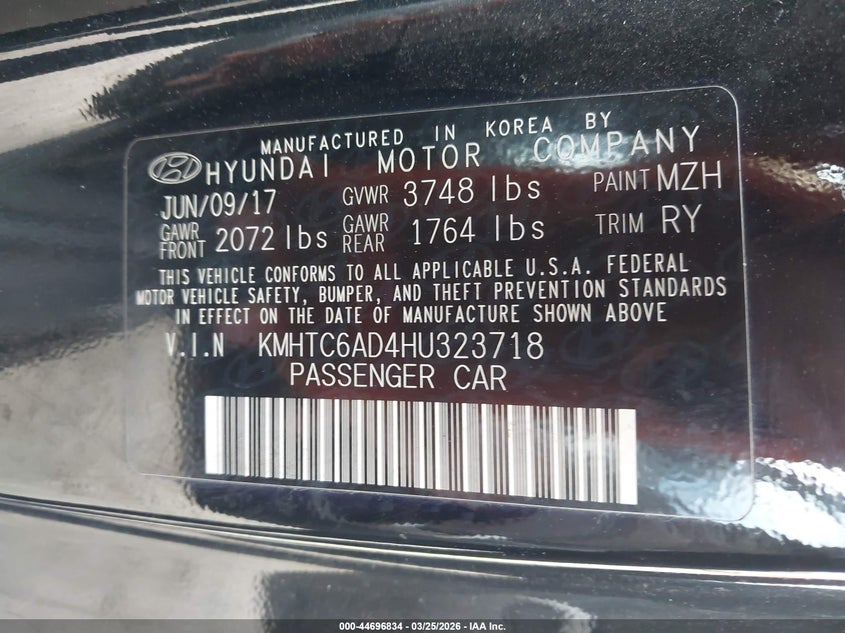 MANUFACTURED IN KOREA BY
HYUNDAI MOTOR COMPANY
JUN/09/17 GVWR 3748 lbs PAINT MZH
GAWR FRONT 2072 lbs GAWR REAR 1764 lbs TRIM RY
THIS VEHICLE CONFORMS TO ALL APPLICABLE U.S.A. FEDERAL
MOTOR VEHICLE SAFETY, BUMPER, AND THEFT PREVENTION STANDARDS
IN EFFECT ON THE DATE OF MANUFACTURE SHOWN ABOVE
V.I.N KMHTC6AD4HU323718
PASSENGER CAR
000-44696834 - 03/25/2026 - IAA Inc.